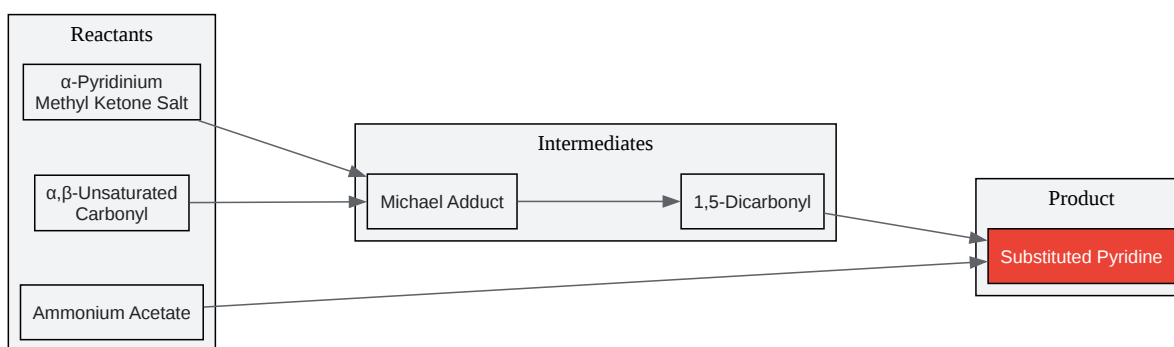 Reactants
α-Pyridinium
Methyl Ketone Salt
α,β-Unsaturated
Carbonyl
Ammonium Acetate
Intermediates
Michael Adduct
1,5-Dicarbonyl
Product
Substituted Pyridine